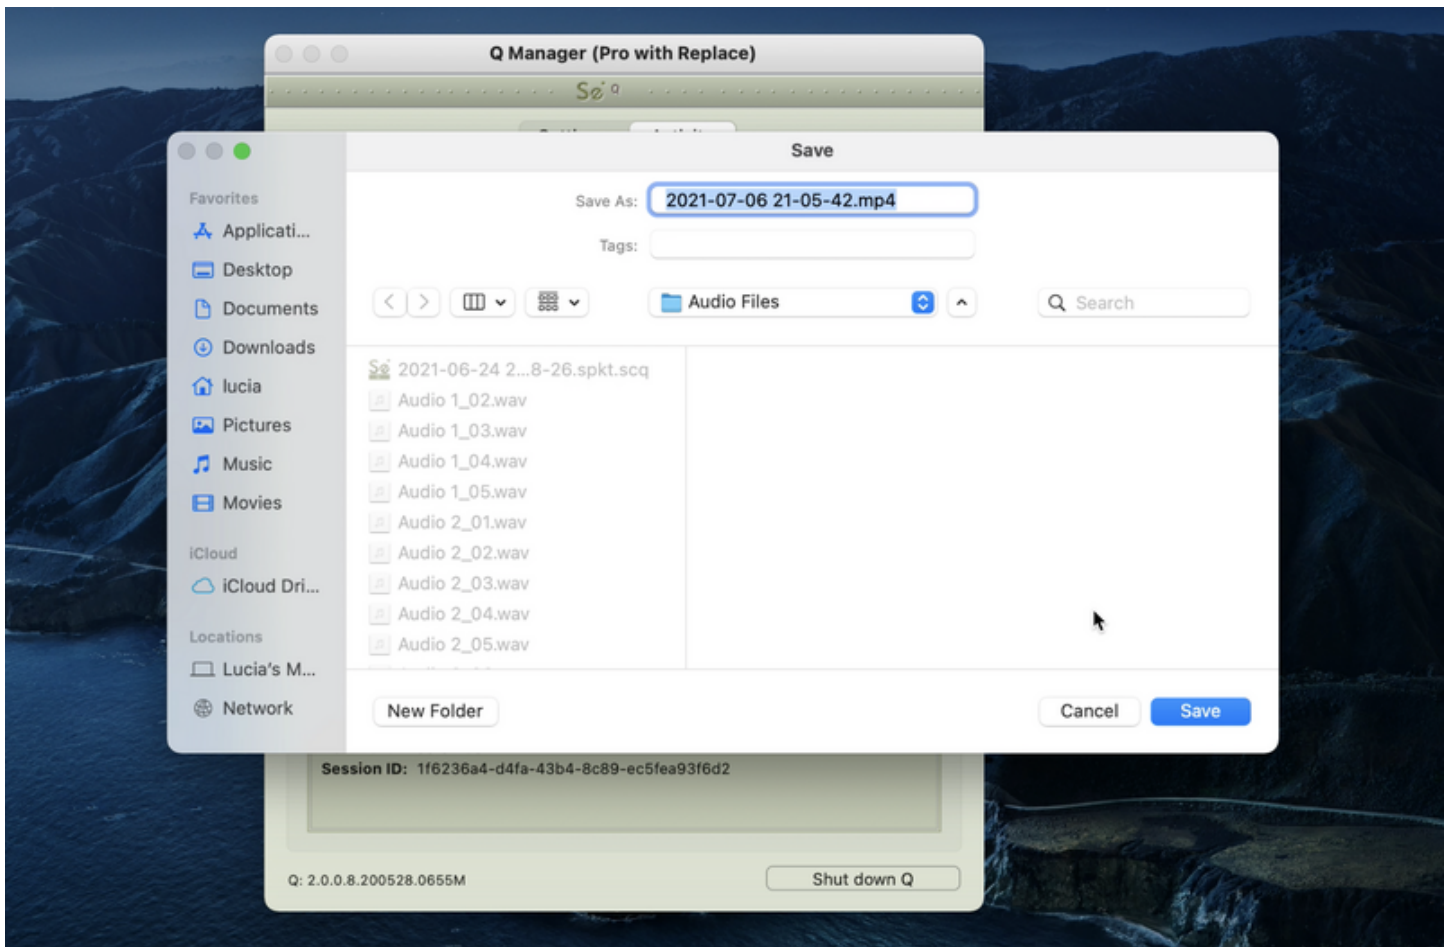 Q Manager (Pro with Replace)
Se Q
Save
Favorites
Save As: 2021-07-06 21-05-42.mp4
Applicati...
Tags:
Desktop
Documents
Audio Files
Search
Downloads
lucia
Pictures
Music
Movies
2021-06-24 2...8-26.spkt.scq
Audio 1_02.wav
Audio 1_03.wav
Audio 1_04.wav
Audio 1_05.wav
Audio 2_01.wav
Audio 2_02.wav
Audio 2_03.wav
Audio 2_04.wav
Audio 2_05.wav
iCloud
iCloud Dri...
Locations
Lucia's M...
Network
New Folder
Cancel
Save
Session ID: 1f6236a4-d4fa-43b4-8c89-ec5fea93f6d2
Q: 2.0.0.8.200528.0655M
Shut down Q